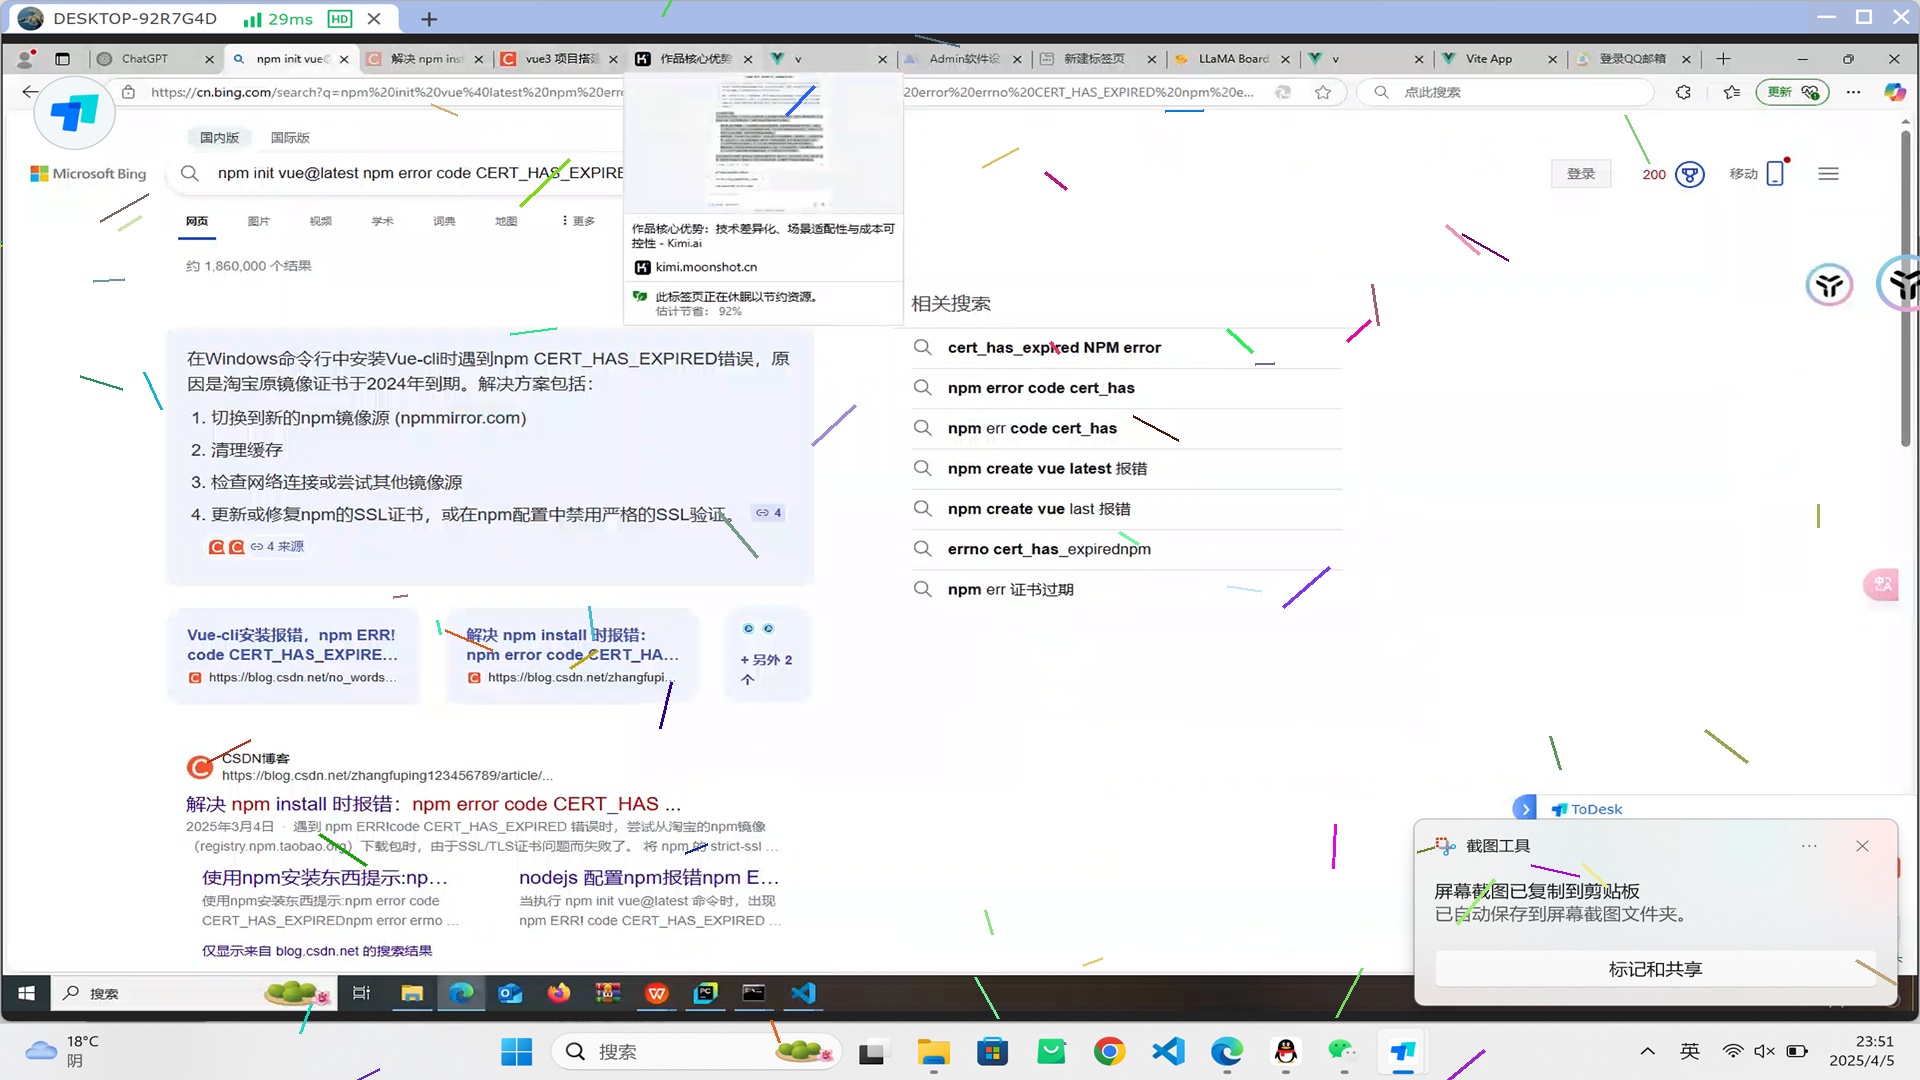 DESKTOP-92R7G4D
29ms
HD
ChatGPT
npm init vue@
解决 npm inst
vue3 项目搭建
作品核心优势
v
Admin软件设
新建标签页
LLaMA Board
v
Vite App
登录QQ邮箱
https://cn.bing.com/search?q=npm%20init%20vue%40latest%20npm%20erro
20error%20errno%20CERT_HAS_EXPIRED%20npm%20e...
点此搜索
更新
国内版
国际版
Microsoft Bing
npm init vue@latest npm error code CERT_HAS_EXPIRE
登录
200
移动
网页
图片
视频
学术
词典
地图
更多
约 1,860,000 个结果
作品核心优势：技术差异化、场景适配性与成本可
控性 - Kimi.ai
kimi.moonshot.cn
此标签页正在休眠以节约资源。
估计节省： 92%
在Windows命令行中安装Vue-cli时遇到npm CERT_HAS_EXPIRED错误，原
因是淘宝原镜像证书于2024年到期。解决方案包括：
1. 切换到新的npm镜像源 (npmmirror.com)
2. 清理缓存
3. 检查网络连接或尝试其他镜像源
4. 更新或修复npm的SSL证书，或在npm配置中禁用严格的SSL验证。
4
4 来源
Vue-cli安装报错，npm ERR!
code CERT_HAS_EXPIRE...
https://blog.csdn.net/no_words...
解决 npm install 时报错：
npm error code CERT_HA...
https://blog.csdn.net/zhangfupi...
+ 另外 2
个
CSDN博客
https://blog.csdn.net/zhangfuping123456789/article/...
解决 npm install 时报错：npm error code CERT_HAS ...
2025年3月4日 · 遇到 npm ERR!code CERT_HAS_EXPIRED 错误时，尝试从淘宝的npm镜像
（registry.npm.taobao.org）下载包时，由于SSL/TLS证书问题而失败了。 将 npm 的 strict-ssl ...
使用npm安装东西提示:np...
使用npm安装东西提示:npm error code
CERT_HAS_EXPIREDnpm error errno ...
nodejs 配置npm报错npm E...
当执行 npm init vue@latest 命令时，出现
npm ERR! code CERT_HAS_EXPIRED ...
仅显示来自 blog.csdn.net 的搜索结果
相关搜索
cert_has_expired NPM error
npm error code cert_has
npm err code cert_has
npm create vue latest 报错
npm create vue last 报错
errno cert_has_expirednpm
npm err 证书过期
ToDesk
截图工具
屏幕截图已复制到剪贴板
已自动保存到屏幕截图文件夹。
标记和共享
搜索
18°C
阴
搜索
英
23:51
2025/4/5